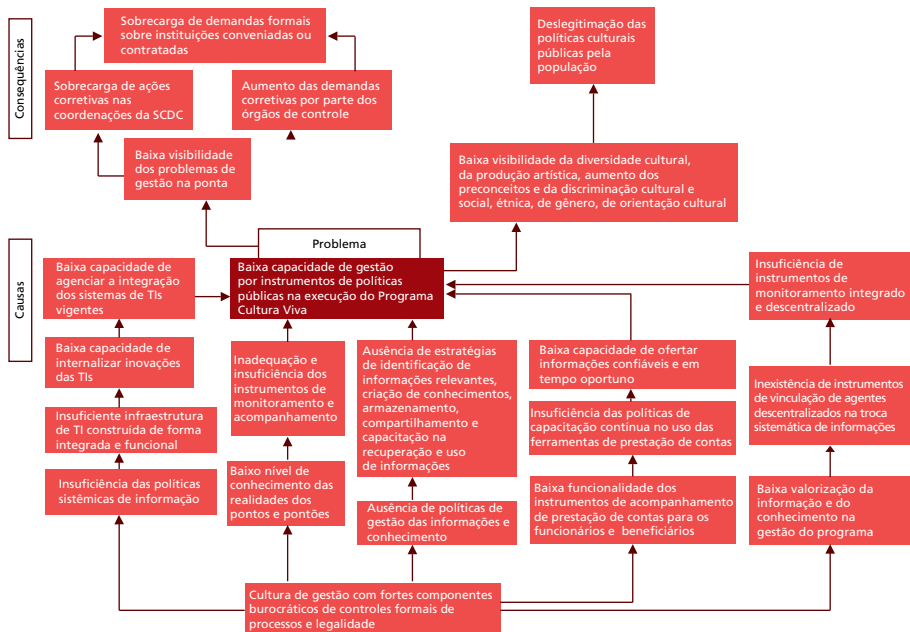 Consequências
Sobrecarga de demandas formais
sobre instituições conveniadas ou
contratadas
Deslegitimação das
políticas culturais
públicas pela
população
Sobrecarga de ações
corretivas nas
coordenações da SCDC
Aumento das demandas
corretivas por parte dos
órgãos de controle
Baixa visibilidade
dos problemas de
gestão na ponta
Baixa visibilidade da diversidade cultural,
da produção artística, aumento dos
preconceitos e da discriminação cultural e
social, étnica, de gênero, de orientação cultural
Problema
Causas
Baixa capacidade de
agenciar a integração
dos sistemas de TIs
vigentes
Baixa capacidade de gestão
por instrumentos de políticas
públicas na execução do Programa
Cultura Viva
Insuficiência de
instrumentos de
monitoramento integrado
e descentralizado
Baixa capacidade de
internalizar inovações
das TIs
Inadequação e
insuficiência dos
instrumentos de
monitoramento e
acompanhamento
Ausência de estratégias
de identificação de
informações relevantes,
criação de conhecimentos,
armazenamento,
compartilhamento e
capacitação na
recuperação e uso
de informações
Baixa capacidade de ofertar
informações confiáveis e em
tempo oportuno
Inexistência de instrumentos
de vinculação de agentes
descentralizados na troca
sistemática de informações
Insuficiente infraestrutura
de TI construída de forma
integrada e funcional
Insuficiência das políticas de
capacitação contínua no uso das
ferramentas de prestação de contas
Insuficiência das políticas
sistêmicas de informação
Baixo nível de
conhecimento das
realidades dos
pontos e pontões
Ausência de políticas de
gestão das informações e
conhecimento
Baixa funcionalidade dos
instrumentos de acompanhamento
de prestação de contas para os
funcionários e beneficiários
Baixa valorização da
informação e do
conhecimento na
gestão do programa
Cultura de gestão com fortes componentes
burocráticos de controles formais de
processos e legalidade